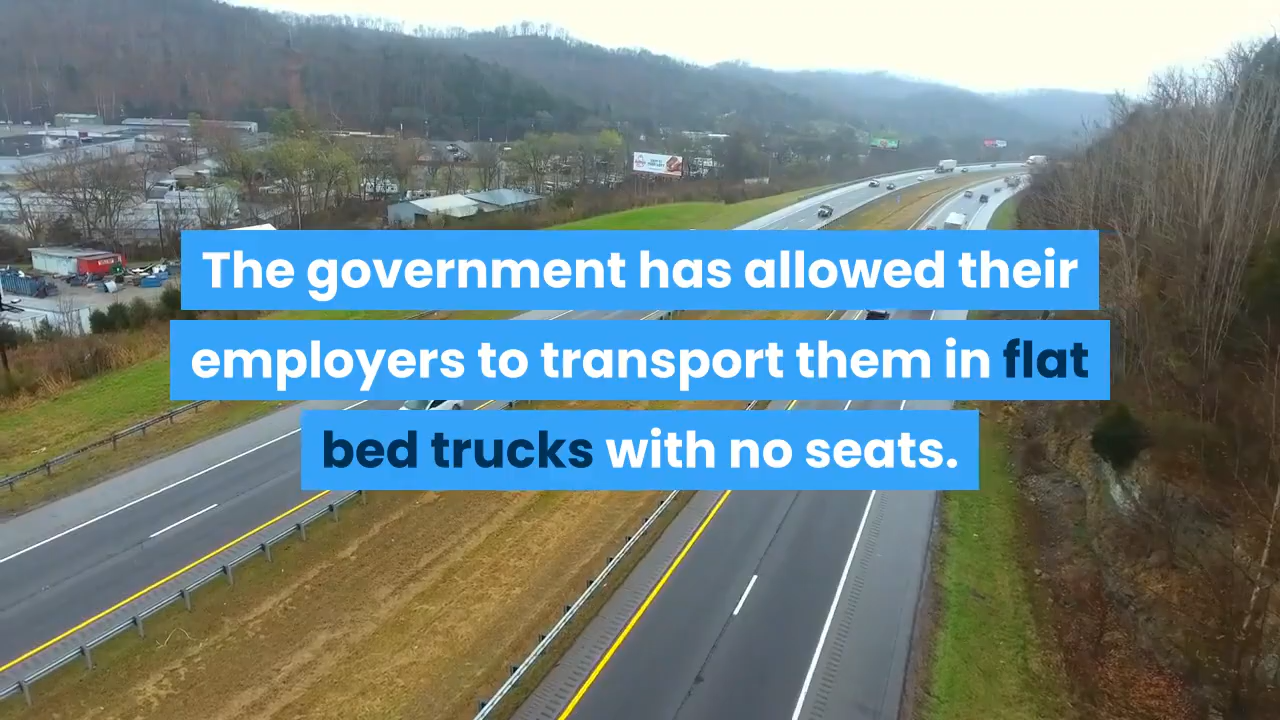 The government has allowed their
employers to transport them in flat
bed trucks with no seats.